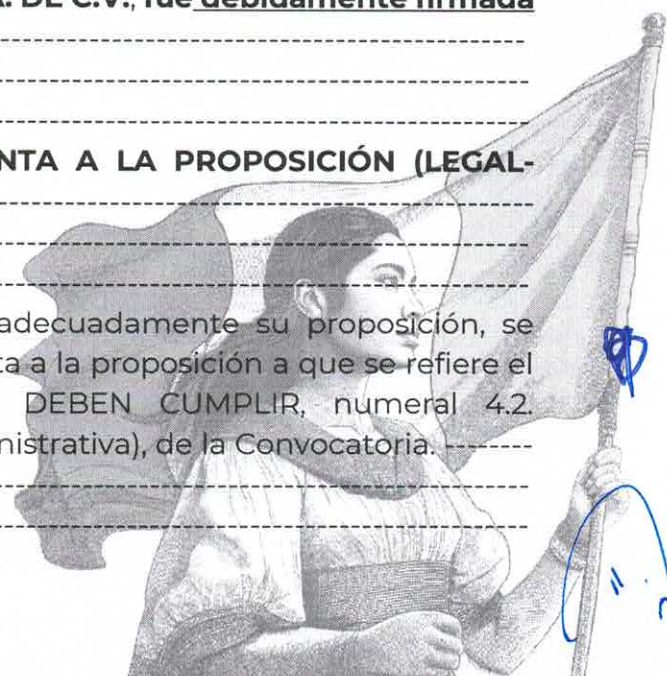 A. DE C.V., fue debidamente firmada
NTA A LA PROPOSICIÓN (LEGAL-
adecuadamente su proposición, se
ta a la proposición a que se refiere el
DEBEN CUMPLIR, numeral 4.2.
nistrativa), de la Convocatoria.